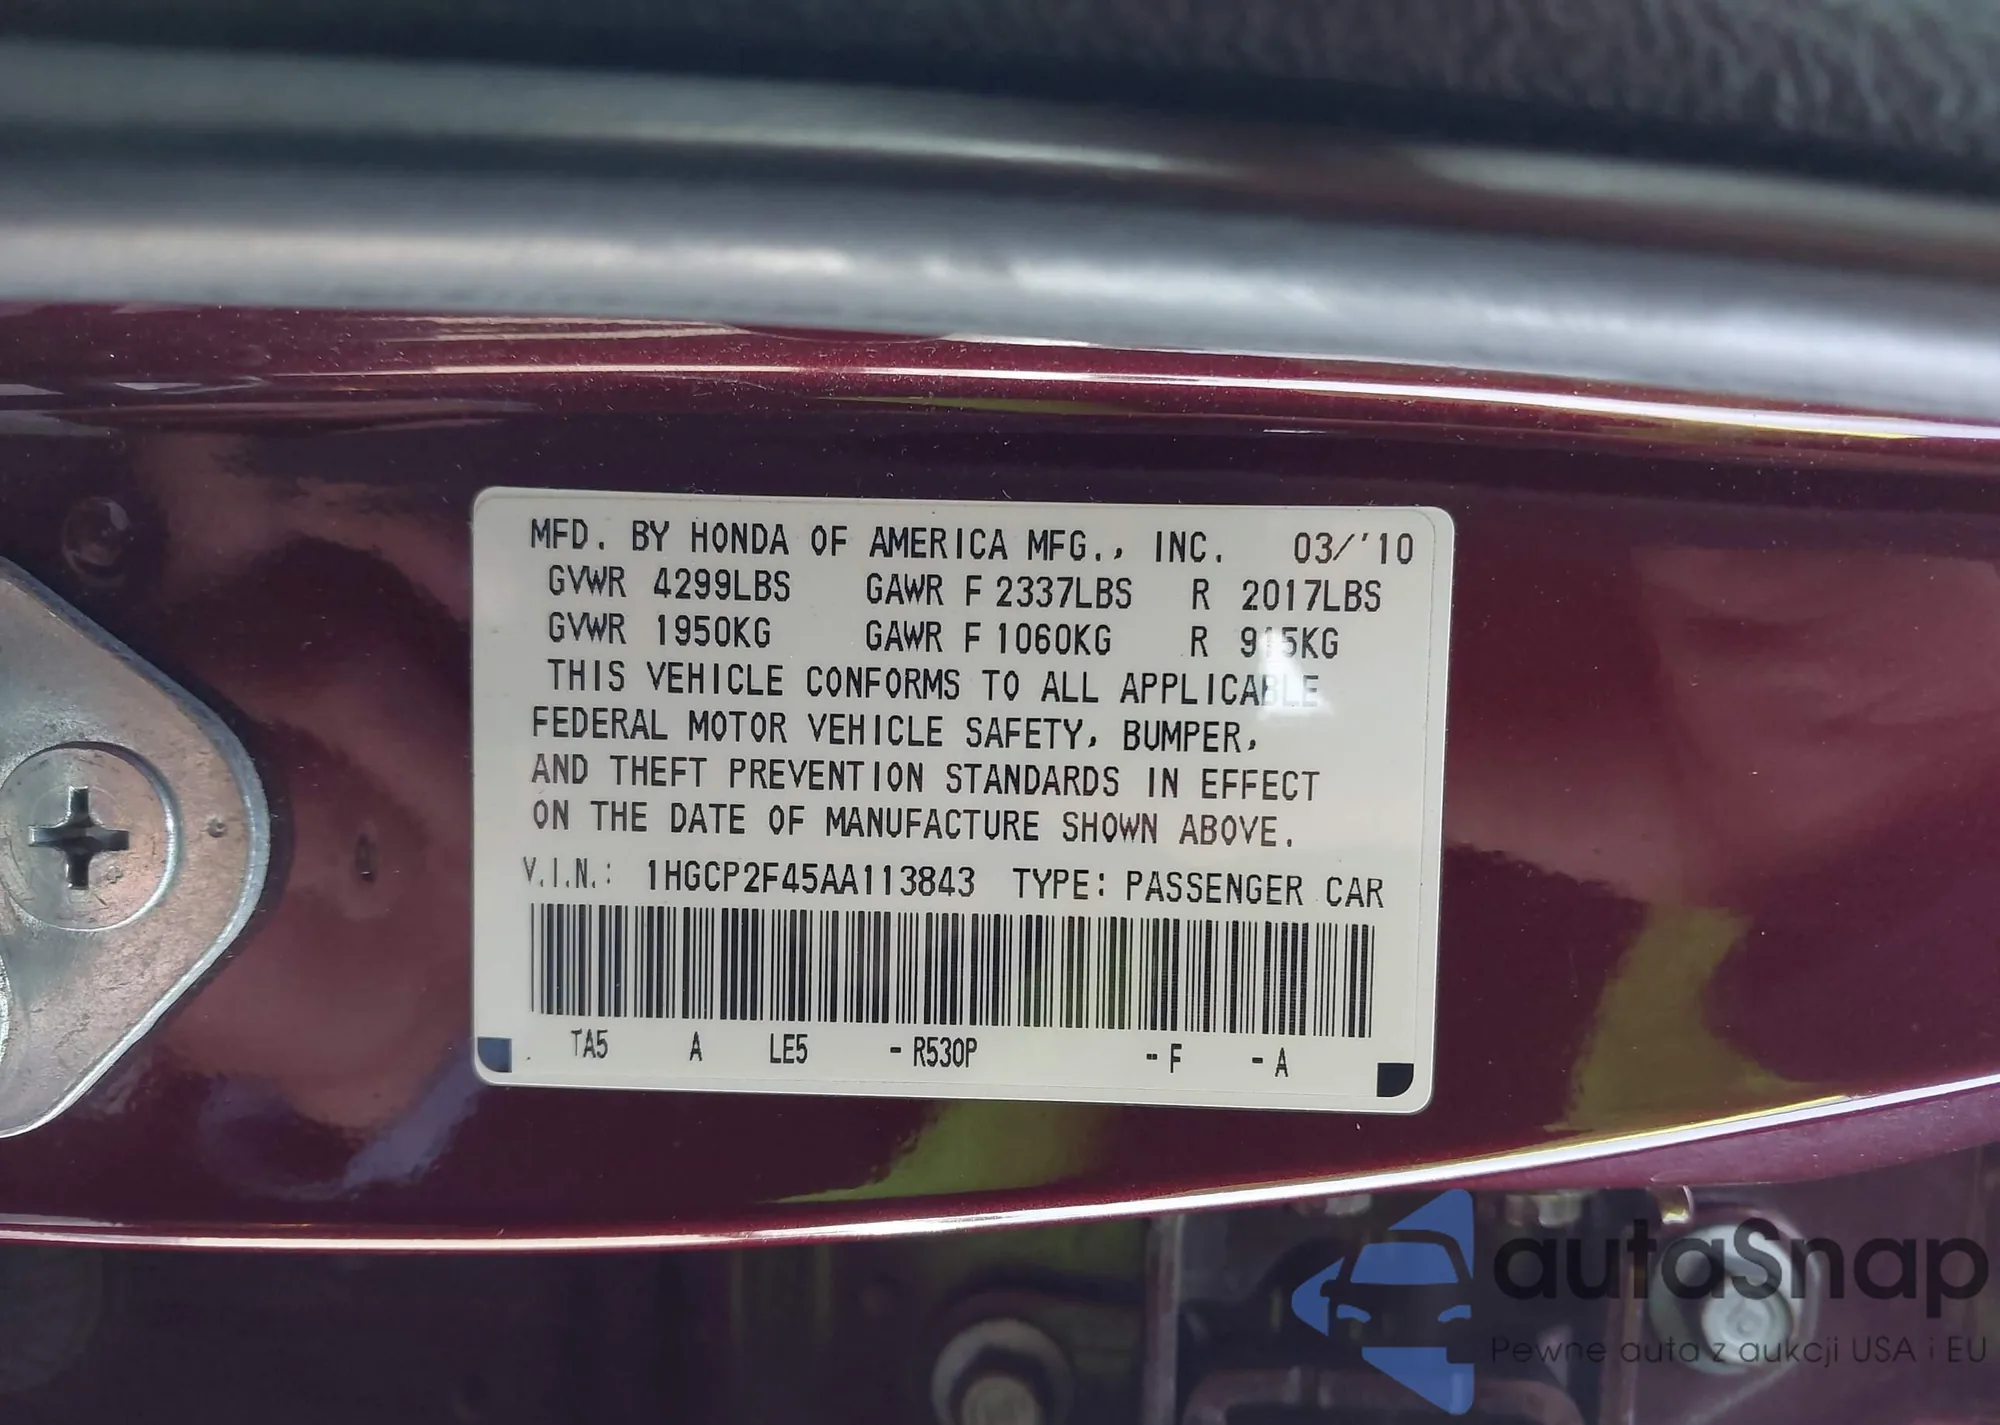 MFD. BY HONDA OF AMERICA MFG., INC. 03/'10
GVWR 4299LBS GAWR F 2337LBS R 2017LBS
GVWR 1950KG GAWR F 1060KG R 915KG
THIS VEHICLE CONFORMS TO ALL APPLICABLE
FEDERAL MOTOR VEHICLE SAFETY, BUMPER,
AND THEFT PREVENTION STANDARDS IN EFFECT
ON THE DATE OF MANUFACTURE SHOWN ABOVE.
V.I.N.: 1HGCP2F45AA113843 TYPE: PASSENGER CAR
TA5 A LE5 -R530P -F -A
autaSnap
Pewne auta z aukcji USA i EU